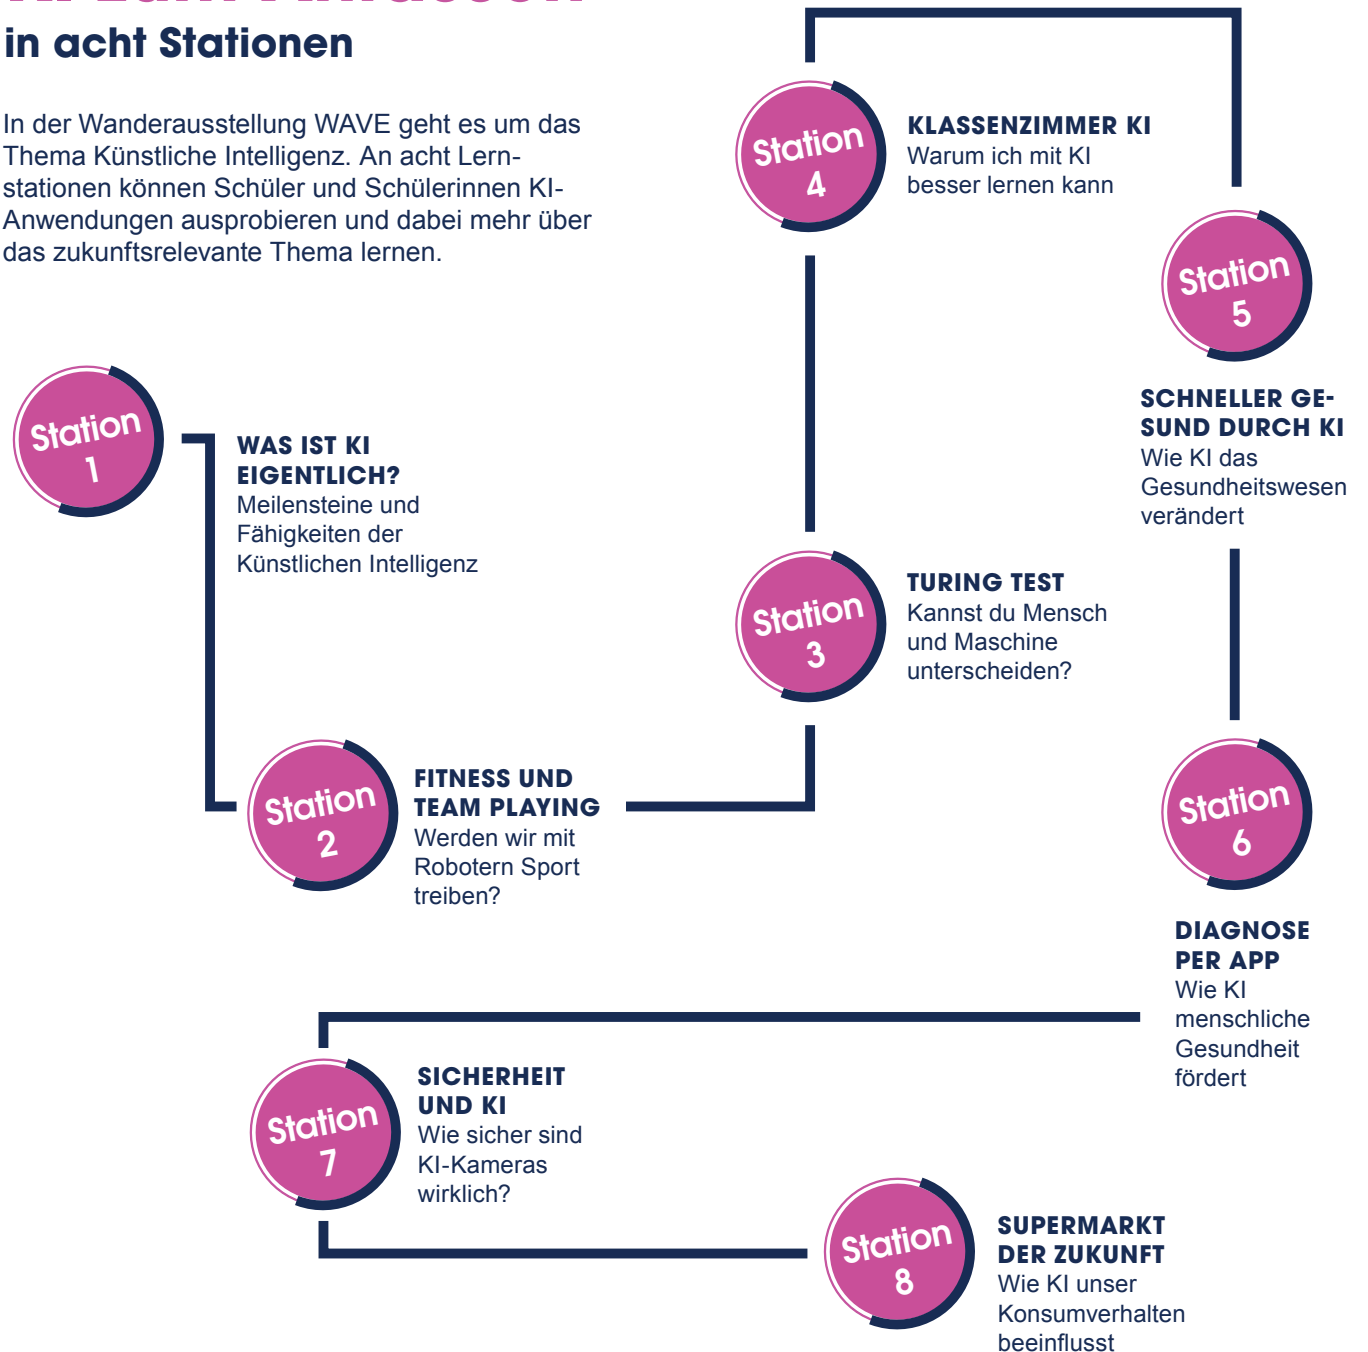 in acht Stationen
In der Wanderausstellung WAVE geht es um das
Thema Künstliche Intelligenz. An acht Lern-
stationen können Schüler und Schülerinnen KI-
Anwendungen ausprobieren und dabei mehr über
das zukunftsrelevante Thema lernen.
Station
1
WAS IST KI
EIGENTLICH?
Meilensteine und
Fähigkeiten der
Künstlichen Intelligenz
Station
2
FITNESS UND
TEAM PLAYING
Werden wir mit
Robotern Sport
treiben?
Station
3
TURING TEST
Kannst du Mensch
und Maschine
unterscheiden?
Station
4
KLASSENZIMMER KI
Warum ich mit KI
besser lernen kann
Station
5
SCHNELLER GE-
SUND DURCH KI
Wie KI das
Gesundheitswesen
verändert
Station
6
DIAGNOSE
PER APP
Wie KI
menschliche
Gesundheit
fördert
Station
7
SICHERHEIT
UND KI
Wie sicher sind
KI-Kameras
wirklich?
Station
8
SUPERMARKT
DER ZUKUNFT
Wie KI unser
Konsumverhalten
beeinflusst